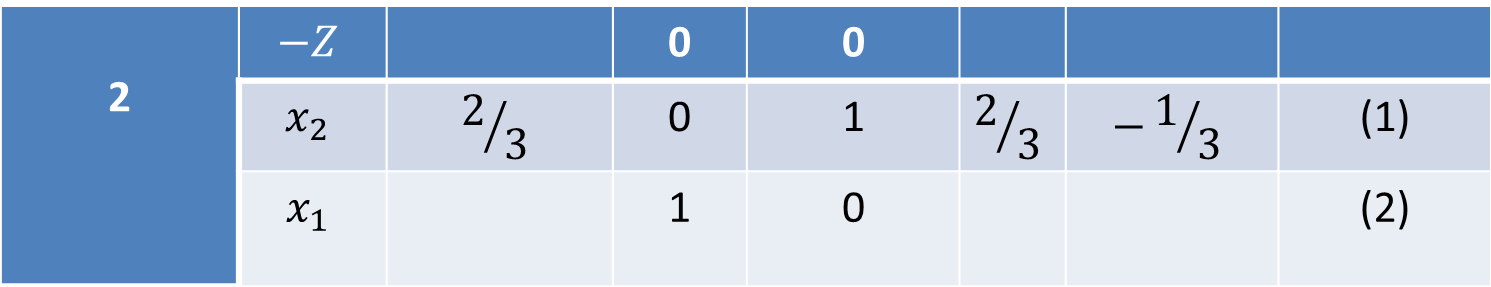 2
−Z 0 0
x₂ 2/3 0 1 2/3 − 1/3 (1)
x₁ 1 0 (2)